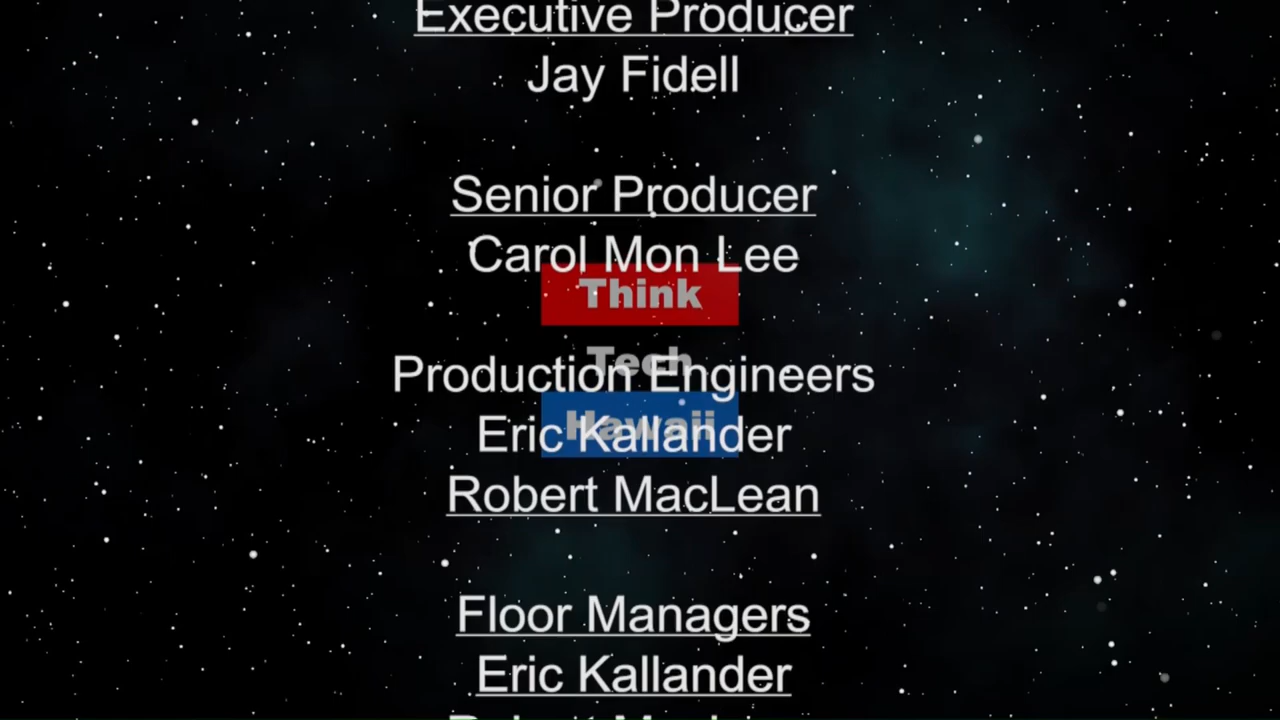 Executive Producer
Jay Fidell
Senior Producer
Carol Mon Lee
Think
Tech
Production Engineers
Hawaii
Eric Kallander
Robert MacLean
Floor Managers
Eric Kallander